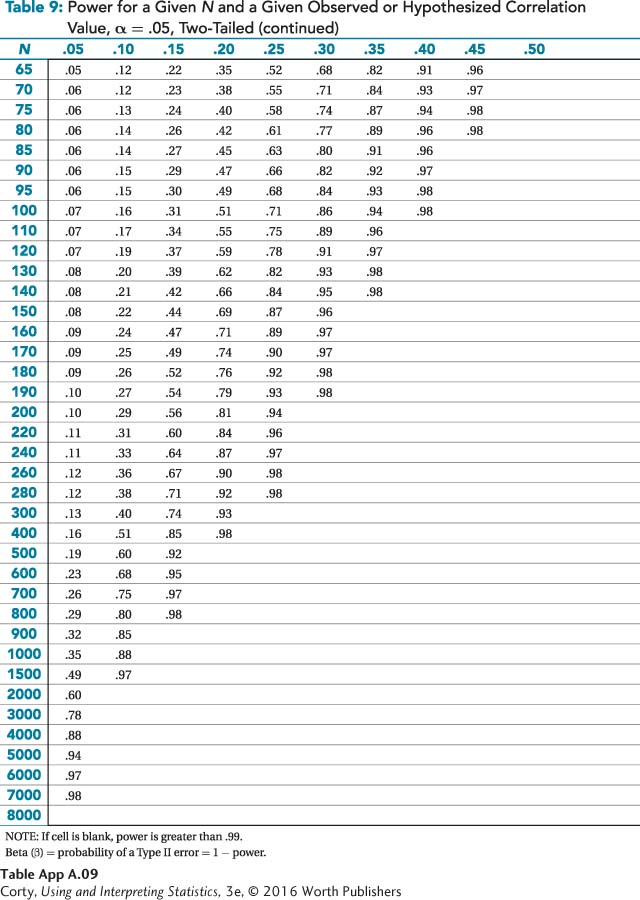 Table 9: Power for a Given N and a Given Observed or Hypothesized Correlation
Value, α = .05, Two-Tailed (continued)
N .05 .10 .15 .20 .25 .30 .35 .40 .45 .50
65 .05 .12 .22 .35 .52 .68 .82 .91 .96
70 .06 .12 .23 .38 .55 .71 .84 .93 .97
75 .06 .13 .24 .40 .58 .74 .87 .94 .98
80 .06 .14 .26 .42 .61 .77 .89 .96 .98
85 .06 .14 .27 .45 .63 .80 .91 .96
90 .06 .15 .29 .47 .66 .82 .92 .97
95 .06 .15 .30 .49 .68 .84 .93 .98
100 .07 .16 .31 .51 .71 .86 .94 .98
110 .07 .17 .34 .55 .75 .89 .96
120 .07 .19 .37 .59 .78 .91 .97
130 .08 .20 .39 .62 .82 .93 .98
140 .08 .21 .42 .66 .84 .95 .98
150 .08 .22 .44 .69 .87 .96
160 .09 .24 .47 .71 .89 .97
170 .09 .25 .49 .74 .90 .97
180 .09 .26 .52 .76 .92 .98
190 .10 .27 .54 .79 .93 .98
200 .10 .29 .56 .81 .94
220 .11 .31 .60 .84 .96
240 .11 .33 .64 .87 .97
260 .12 .36 .67 .90 .98
280 .12 .38 .71 .92 .98
300 .13 .40 .74 .93
400 .16 .51 .85 .98
500 .19 .60 .92
600 .23 .68 .95
700 .26 .75 .97
800 .29 .80 .98
900 .32 .85
1000 .35 .88
1500 .49 .97
2000 .60
3000 .78
4000 .88
5000 .94
6000 .97
7000 .98
8000
NOTE: If cell is blank, power is greater than .99.
Beta (β) = probability of a Type II error = 1 − power.
Table App A.09
Corty, Using and Interpreting Statistics, 3e, © 2016 Worth Publishers